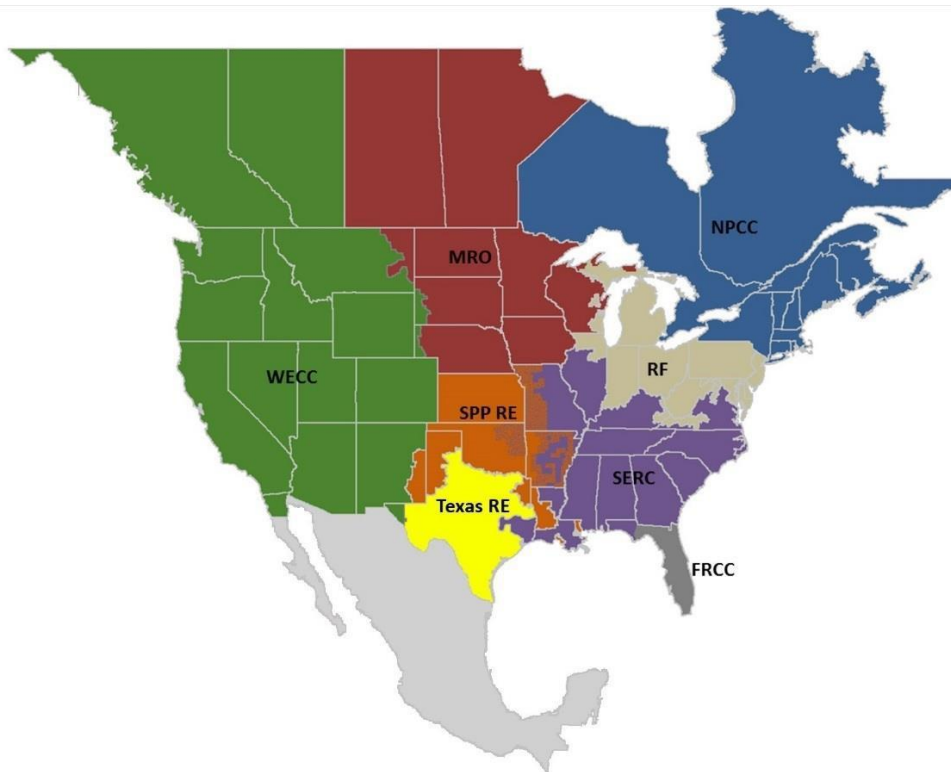 NPCC
MRO
RF
WECC
SPP RE
SERC
Texas RE
FRCC